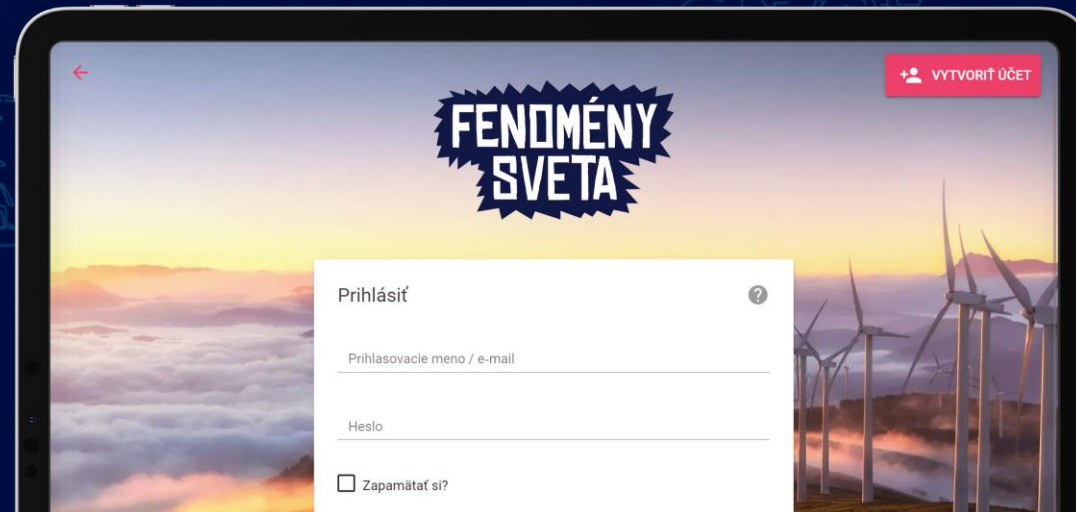 VYTVORIŤ ÚČET
FENOMÉNY
SVETA
Prihlásiť
?
Prihlasovacie meno / e-mail
Heslo
Zapamätať si?